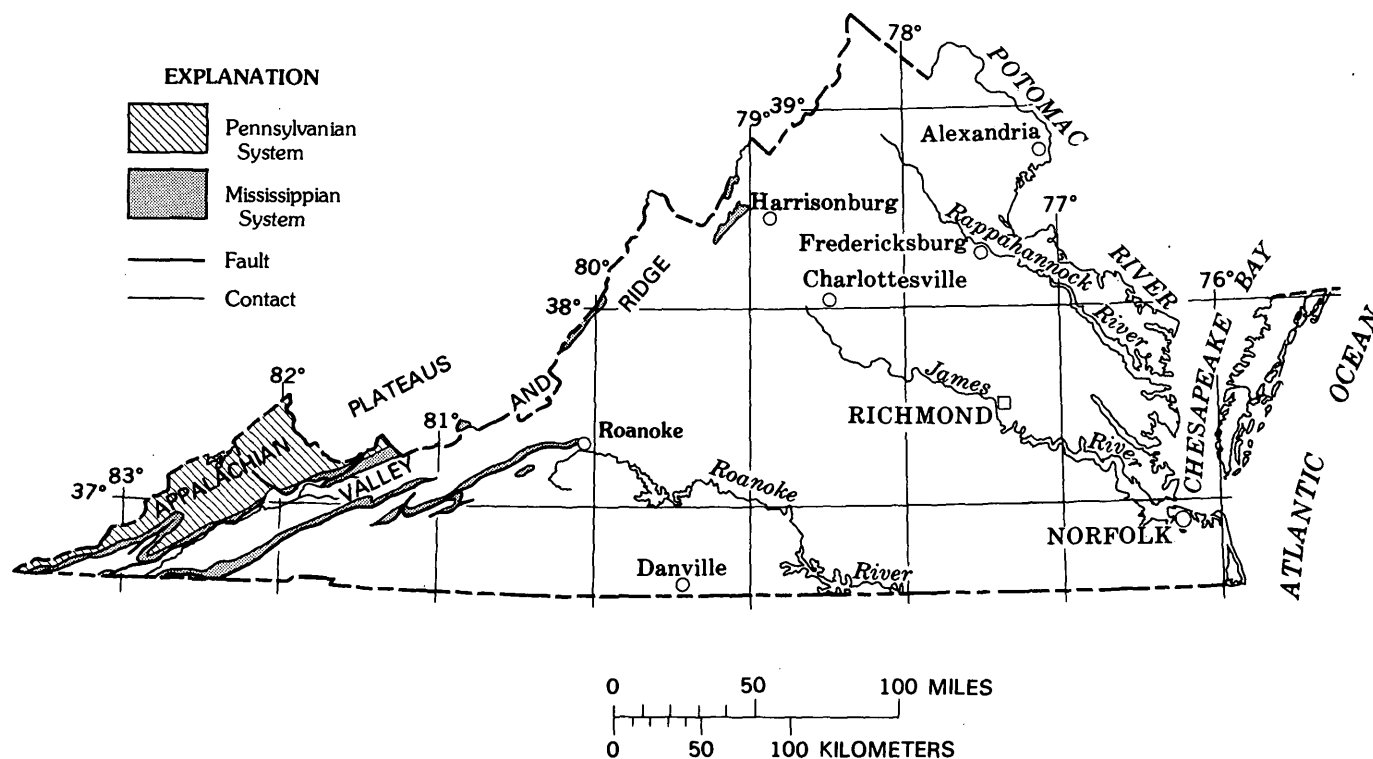 EXPLANATION
Pennsylvanian
System
Mississippian
System
Fault
Contact
78°
POTOMAC
79°
39°
Alexandria
Harrisonburg
77°
Rappahannock
Fredericksburg
RIVER
80°
RIDGE
Charlottesville
76°
BAY
38°
River
CHESAPEAKE
OCEAN
82°
PLATEAUS
AND
James
RICHMOND
81°
Roanoke
River
APPALACHIAN
VALLEY
83°
37°
Roanoke
ATLANTIC
NORFOLK
Danville
River
0 50 100 MILES
0 50 100 KILOMETERS